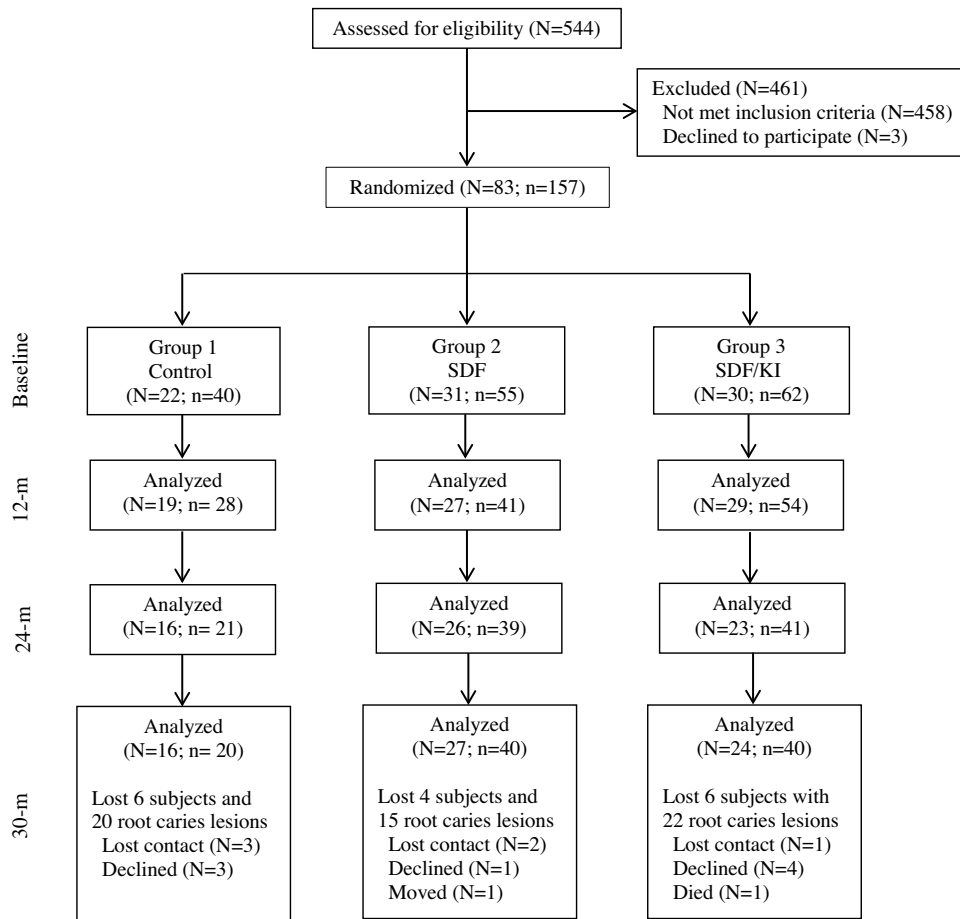 Assessed for eligibility (N=544)
Excluded (N=461)
Not met inclusion criteria (N=458)
Declined to participate (N=3)
Randomized (N=83; n=157)
Baseline
Group 1
Control
(N=22; n=40)
Group 2
SDF
(N=31; n=55)
Group 3
SDF/KI
(N=30; n=62)
12-m
Analyzed
(N=19; n= 28)
Analyzed
(N=27; n=41)
Analyzed
(N=29; n=54)
24-m
Analyzed
(N=16; n= 21)
Analyzed
(N=26; n=39)
Analyzed
(N=23; n=41)
30-m
Analyzed
(N=16; n= 20)
Lost 6 subjects and
20 root caries lesions
Lost contact (N=3)
Declined (N=3)
Analyzed
(N=27; n=40)
Lost 4 subjects and
15 root caries lesions
Lost contact (N=2)
Declined (N=1)
Moved (N=1)
Analyzed
(N=24; n=40)
Lost 6 subjects with
22 root caries lesions
Lost contact (N=1)
Declined (N=4)
Died (N=1)